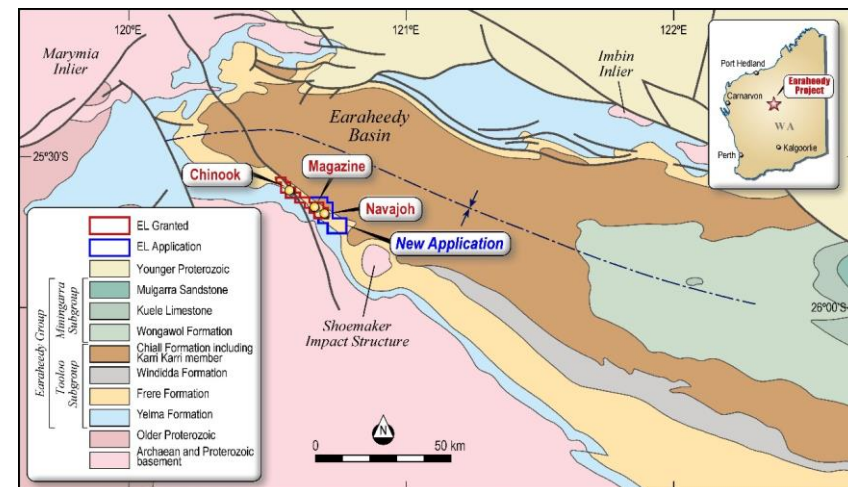 120°E
121°E
122°E
Marymia
Inlier
Imbin
Inlier
Port Hedland
Carnarvon
Earaheedy
Project
WA
Perth
Kalgoorlie
Earaheedy
Basin
25°30'S
Chinook
Magazine
Navajoh
New Application
26°00'S
Shoemaker
Impact Structure
EL Granted
EL Application
Younger Proterozoic
Mulgarra Sandstone
Kuele Limestone
Wongawol Formation
Chiall Formation including
Karri Karri member
Windidda Formation
Frere Formation
Yelma Formation
Older Proterozoic
Archaean and Proterozoic
basement
Earaheedy Group
Miningarra
Subgroup
Tooloo
Subgroup
N
0
50 km